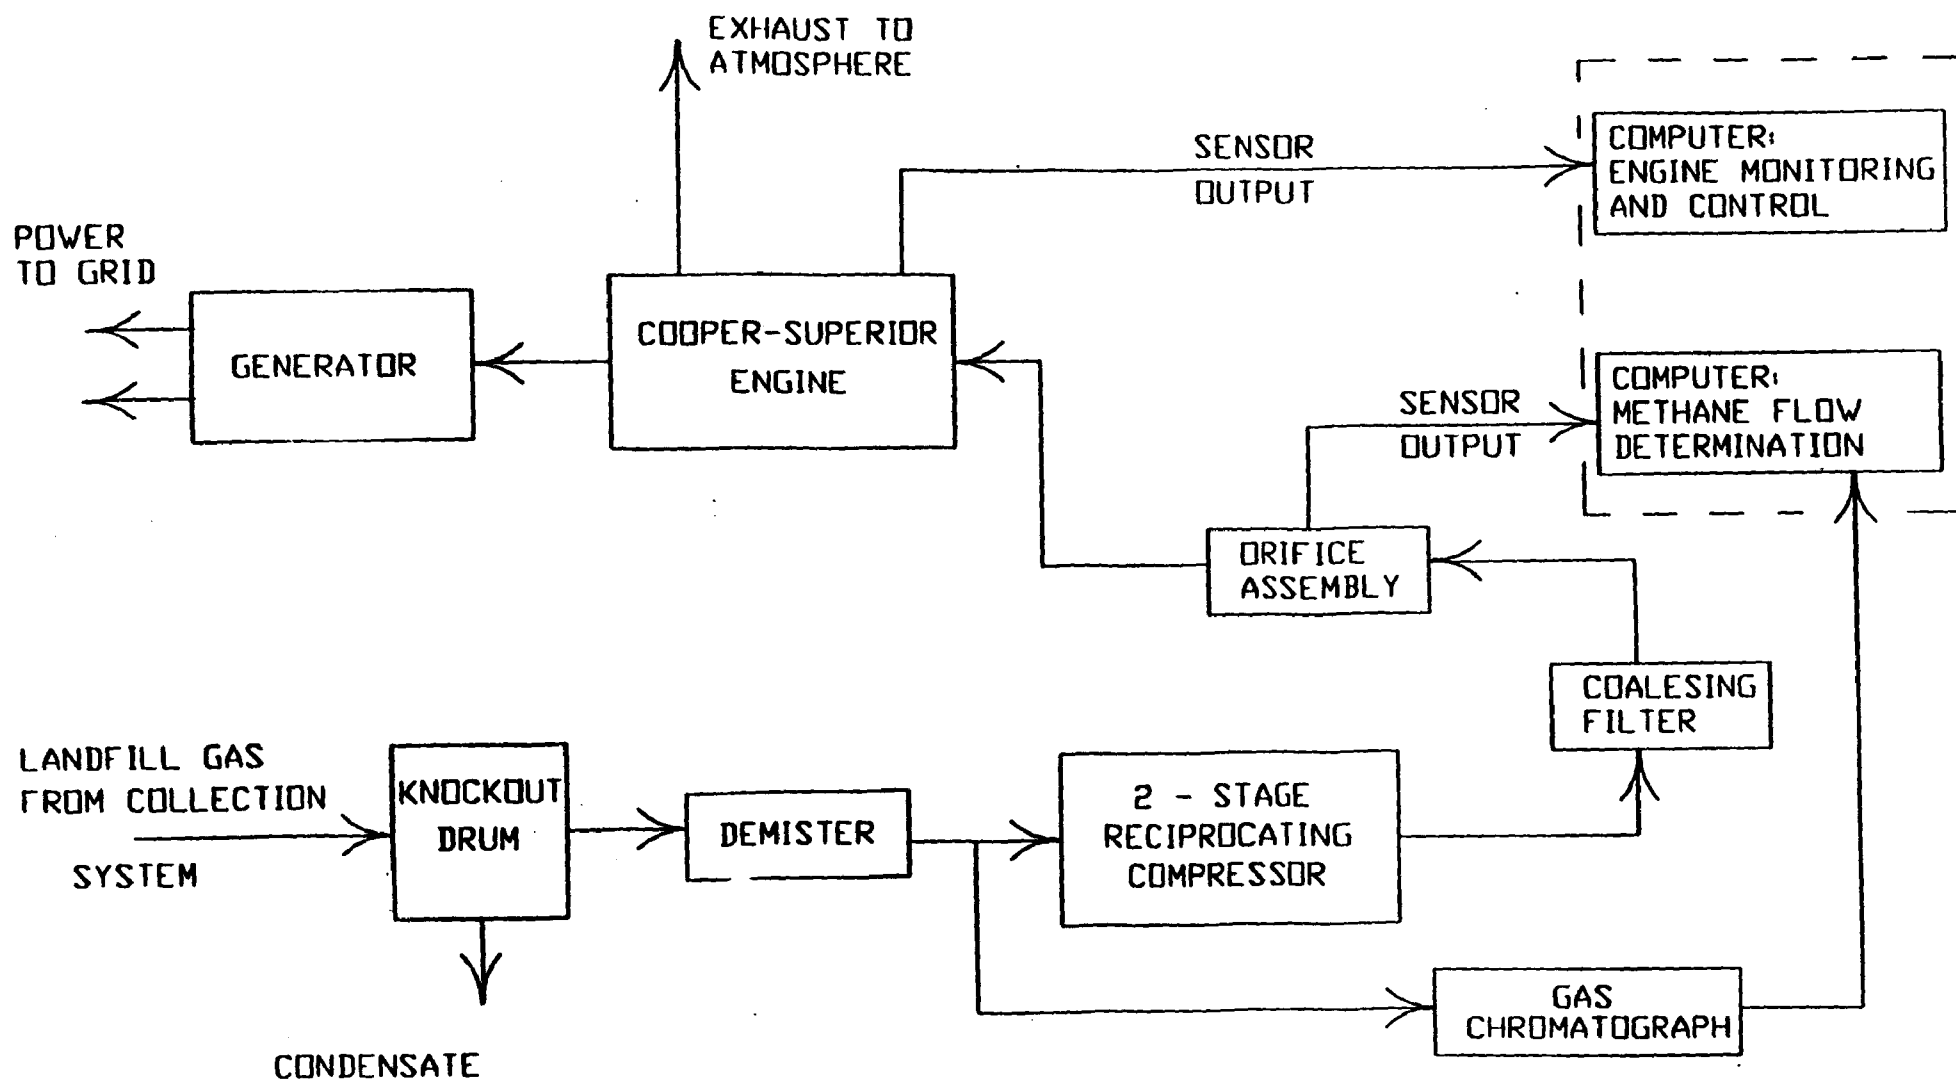 EXHAUST TO
ATMOSPHERE
SENSOR
OUTPUT
COMPUTER:
ENGINE MONITORING
AND CONTROL
POWER
TO GRID
GENERATOR
COOPER-SUPERIOR
ENGINE
SENSOR
OUTPUT
COMPUTER:
METHANE FLOW
DETERMINATION
ORIFICE
ASSEMBLY
COALESING
FILTER
LANDFILL GAS
FROM COLLECTION
SYSTEM
KNOCKOUT
DRUM
DEMISTER
2 - STAGE
RECIPROCATING
COMPRESSOR
GAS
CHROMATOGRAPH
CONDENSATE